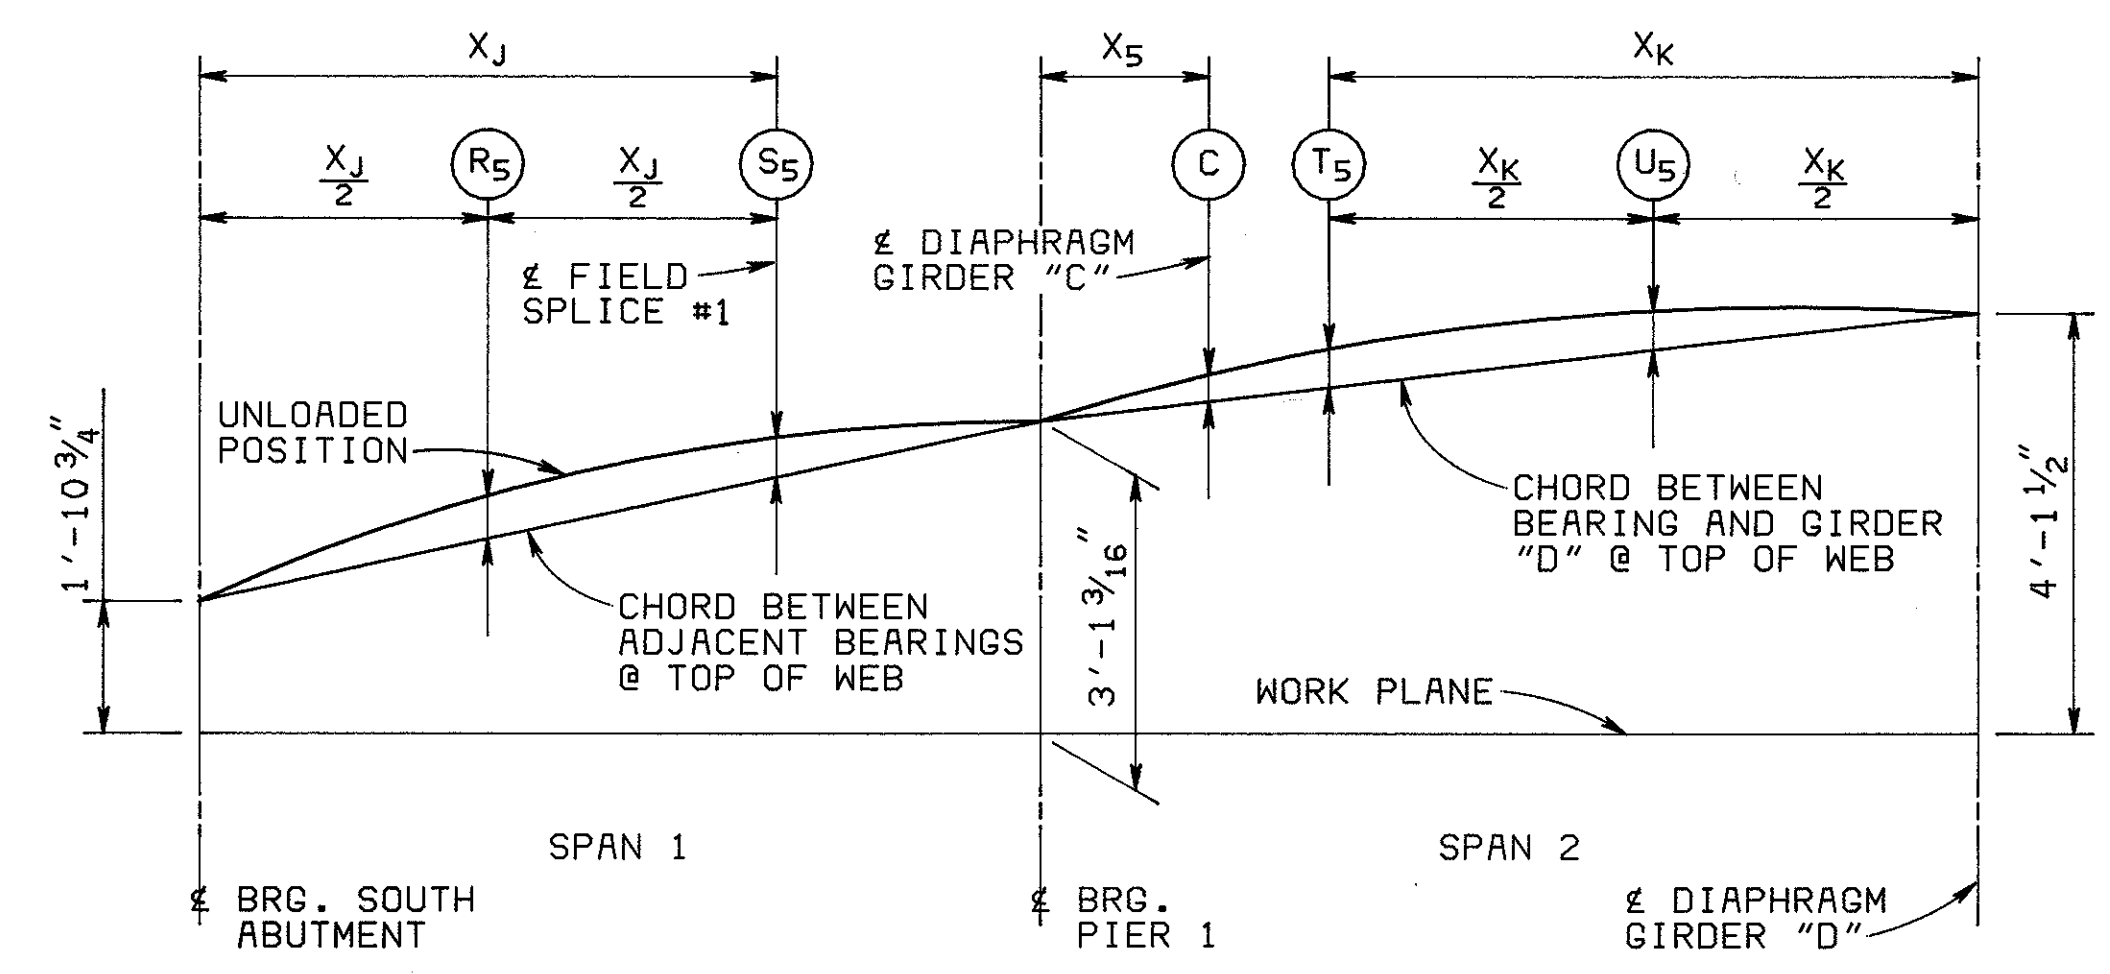 XJ
X5
XK
XJ/2
R5
XJ/2
S5
C
T5
XK/2
U5
XK/2
℄ DIAPHRAGM
GIRDER "C"
℄ FIELD
SPLICE #1
UNLOADED
POSITION
1'-10 3/4"
CHORD BETWEEN
BEARING AND GIRDER
"D" @ TOP OF WEB
4'-1 1/2"
CHORD BETWEEN
ADJACENT BEARINGS
@ TOP OF WEB
3'-1 3/16"
WORK PLANE
SPAN 1
SPAN 2
℄ BRG. SOUTH
ABUTMENT
℄ BRG.
PIER 1
℄ DIAPHRAGM
GIRDER "D"